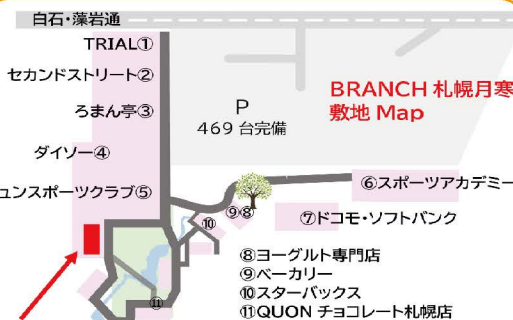 白石・藻岩通
TRIAL①
セカンドストリート②
ろまん亭③
ダイソー④
ュンスポーツクラブ⑤
P
469 台完備
BRANCH 札幌月寒
敷地 Map
⑥スポーツアカデミー
⑦ドコモ・ソフトバンク
⑨⑧
⑩
⑧ヨーグルト専門店
⑨ベーカリー
⑩スターバックス
⑪QUON チョコレート札幌店
⑪